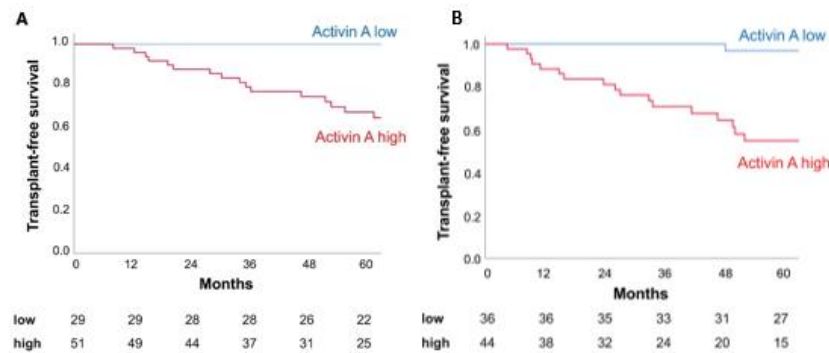 A
Activin A low
1.0
0.8
0.6
0.4
0.2
0.0
Transplant-free survival
Activin A high
0 12 24 36 48 60
Months
low 29 29 28 28 26 22
high 51 49 44 37 31 25
B
Activin A low
1.0
0.8
0.6
0.4
0.2
0.0
Transplant-free survival
Activin A high
0 12 24 36 48 60
Months
low 36 36 35 33 31 27
high 44 38 32 24 20 15